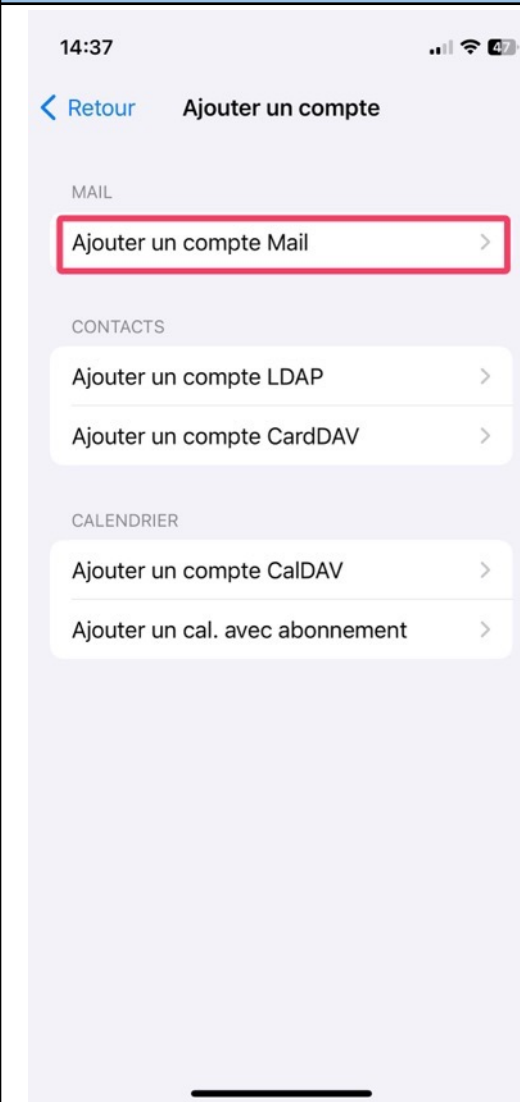 14:37
47
Retour
Ajouter un compte
MAIL
Ajouter un compte Mail
CONTACTS
Ajouter un compte LDAP
Ajouter un compte CardDAV
CALENDRIER
Ajouter un compte CalDAV
Ajouter un cal. avec abonnement